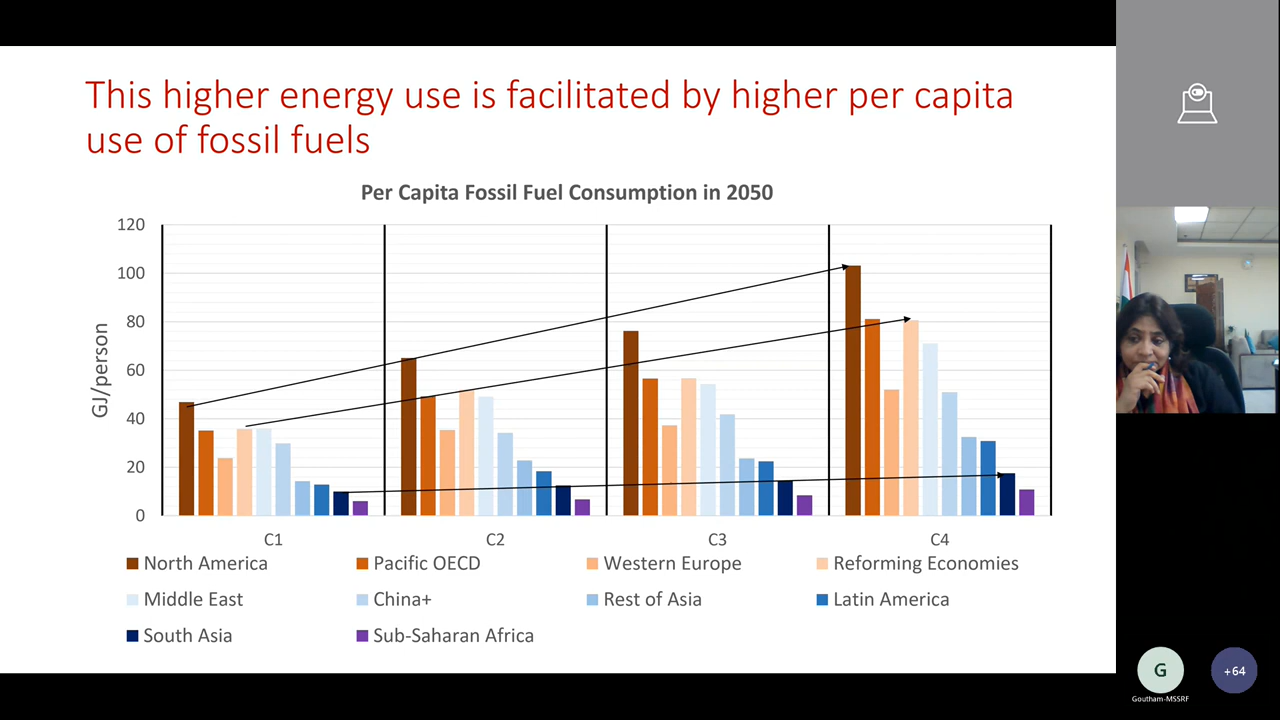 This higher energy use is facilitated by higher per capita
use of fossil fuels
Per Capita Fossil Fuel Consumption in 2050
GJ/person
120
100
80
60
40
20
0
C1 C2 C3 C4
North America Pacific OECD Western Europe Reforming Economies
Middle East China+ Rest of Asia Latin America
South Asia Sub-Saharan Africa
G +64
Goutham-MSSRF